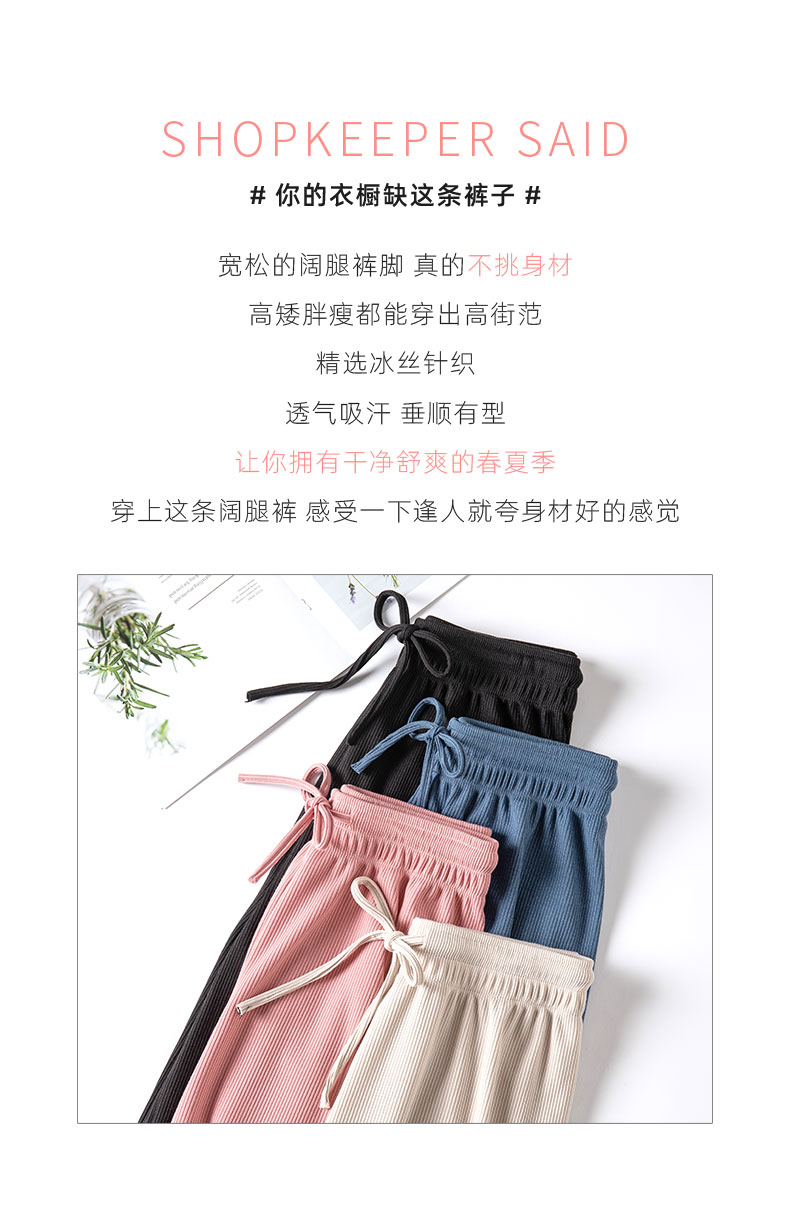 SHOPKEEPER SAID
# 你的衣橱缺这条裤子 #
宽松的阔腿裤脚 真的不挑身材
高矮胖瘦都能穿出高街范
精选冰丝针织
透气吸汗 垂顺有型
让你拥有干净舒爽的春夏季
穿上这条阔腿裤 感受一下逢人就夸身材好的感觉